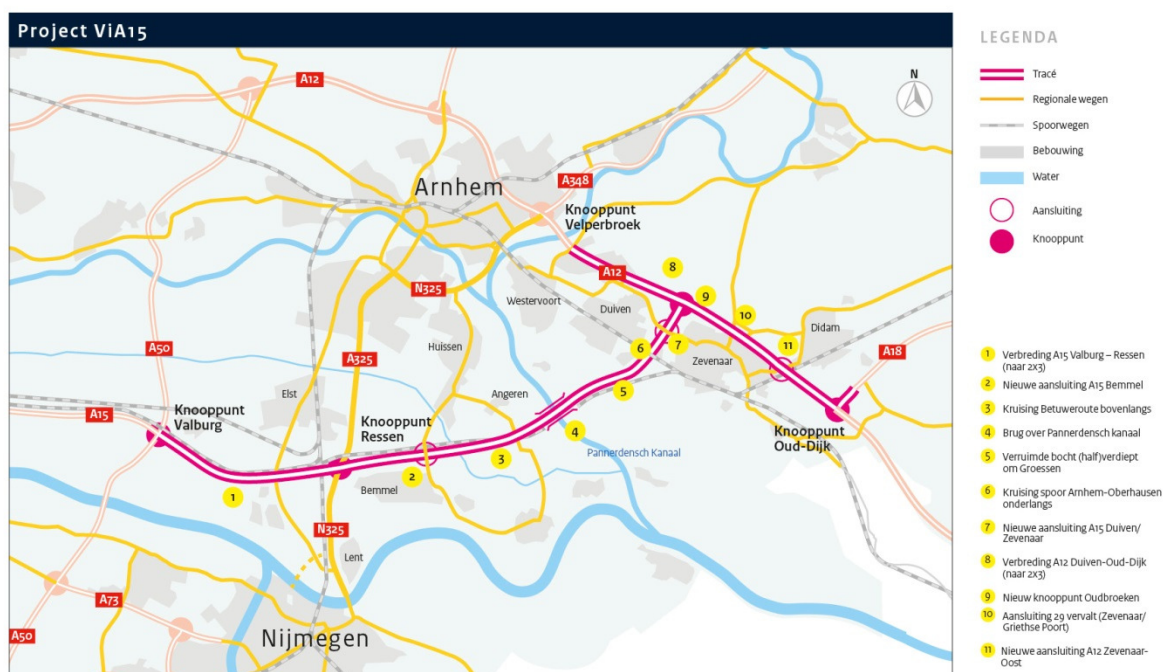 Project ViA15
A12
N
Arnhem
A348
Knooppunt
Velperbroek
8
A12
9
N325
Westervoort
Duiven
10
Didam
A50
A325
Huissen
6
7
Zevenaar
11
A18
Elst
Angeren
5
A15
Knooppunt
Valburg
Knooppunt
Ressen
4
Knooppunt
Oud-Dijk
3
Pannerdensch Kanaal
1
2
Bemmel
N325
Lent
A73
A50
Nijmegen
LEGENDA
Tracé
Regionale wegen
Spoorwegen
Bebouwing
Water
Aansluiting
Knooppunt
1 Verbreding A15 Valburg – Ressen
(naar 2x3)
2 Nieuwe aansluiting A15 Bemmel
3 Kruising Betuweroute bovenlangs
4 Brug over Pannerdensch kanaal
5 Verruimde bocht (half)verdiept
om Groessen
6 Kruising spoor Arnhem-Oberhausen
onderlangs
7 Nieuwe aansluiting A15 Duiven/
Zevenaar
8 Verbreding A12 Duiven-Oud-Dijk
(naar 2x3)
9 Nieuw knooppunt Oudbroeken
10 Aansluiting 29 vervalt (Zevenaar/
Griethse Poort)
11 Nieuwe aansluiting A12 Zevenaar-
Oost